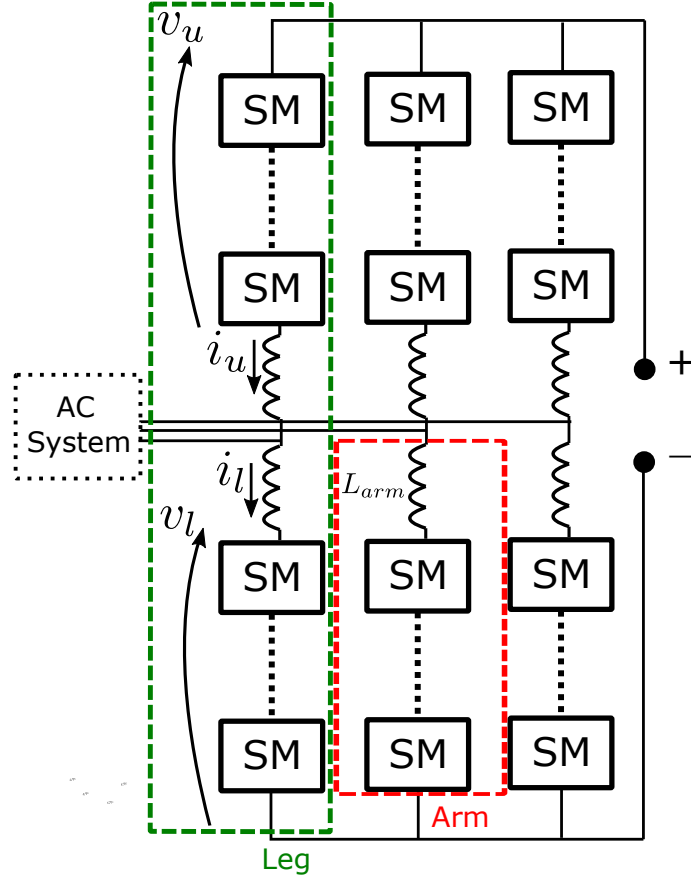 v_u
SM SM SM
SM SM SM
i_u
+
AC
System
−
i_l
L_arm
v_l
SM SM SM
SM SM SM
Arm
Leg